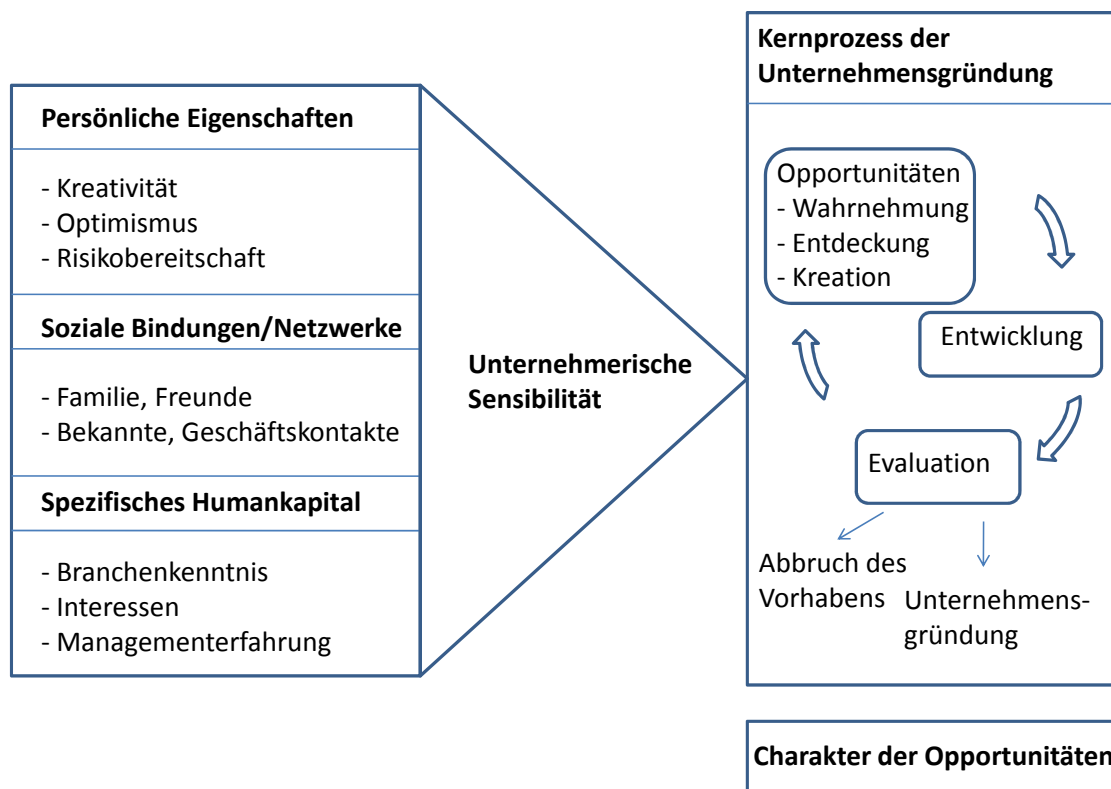 Persönliche Eigenschaften
- Kreativität
- Optimismus
- Risikobereitschaft
Soziale Bindungen/Netzwerke
- Familie, Freunde
- Bekannte, Geschäftskontakte
Spezifisches Humankapital
- Branchenkenntnis
- Interessen
- Managementerfahrung
Unternehmerische
Sensibilität
Kernprozess der
Unternehmensgründung
Opportunitäten
- Wahrnehmung
- Entdeckung
- Kreation
Entwicklung
Evaluation
Abbruch des
Vorhabens
Unternehmens-
gründung
Charakter der Opportunitäten